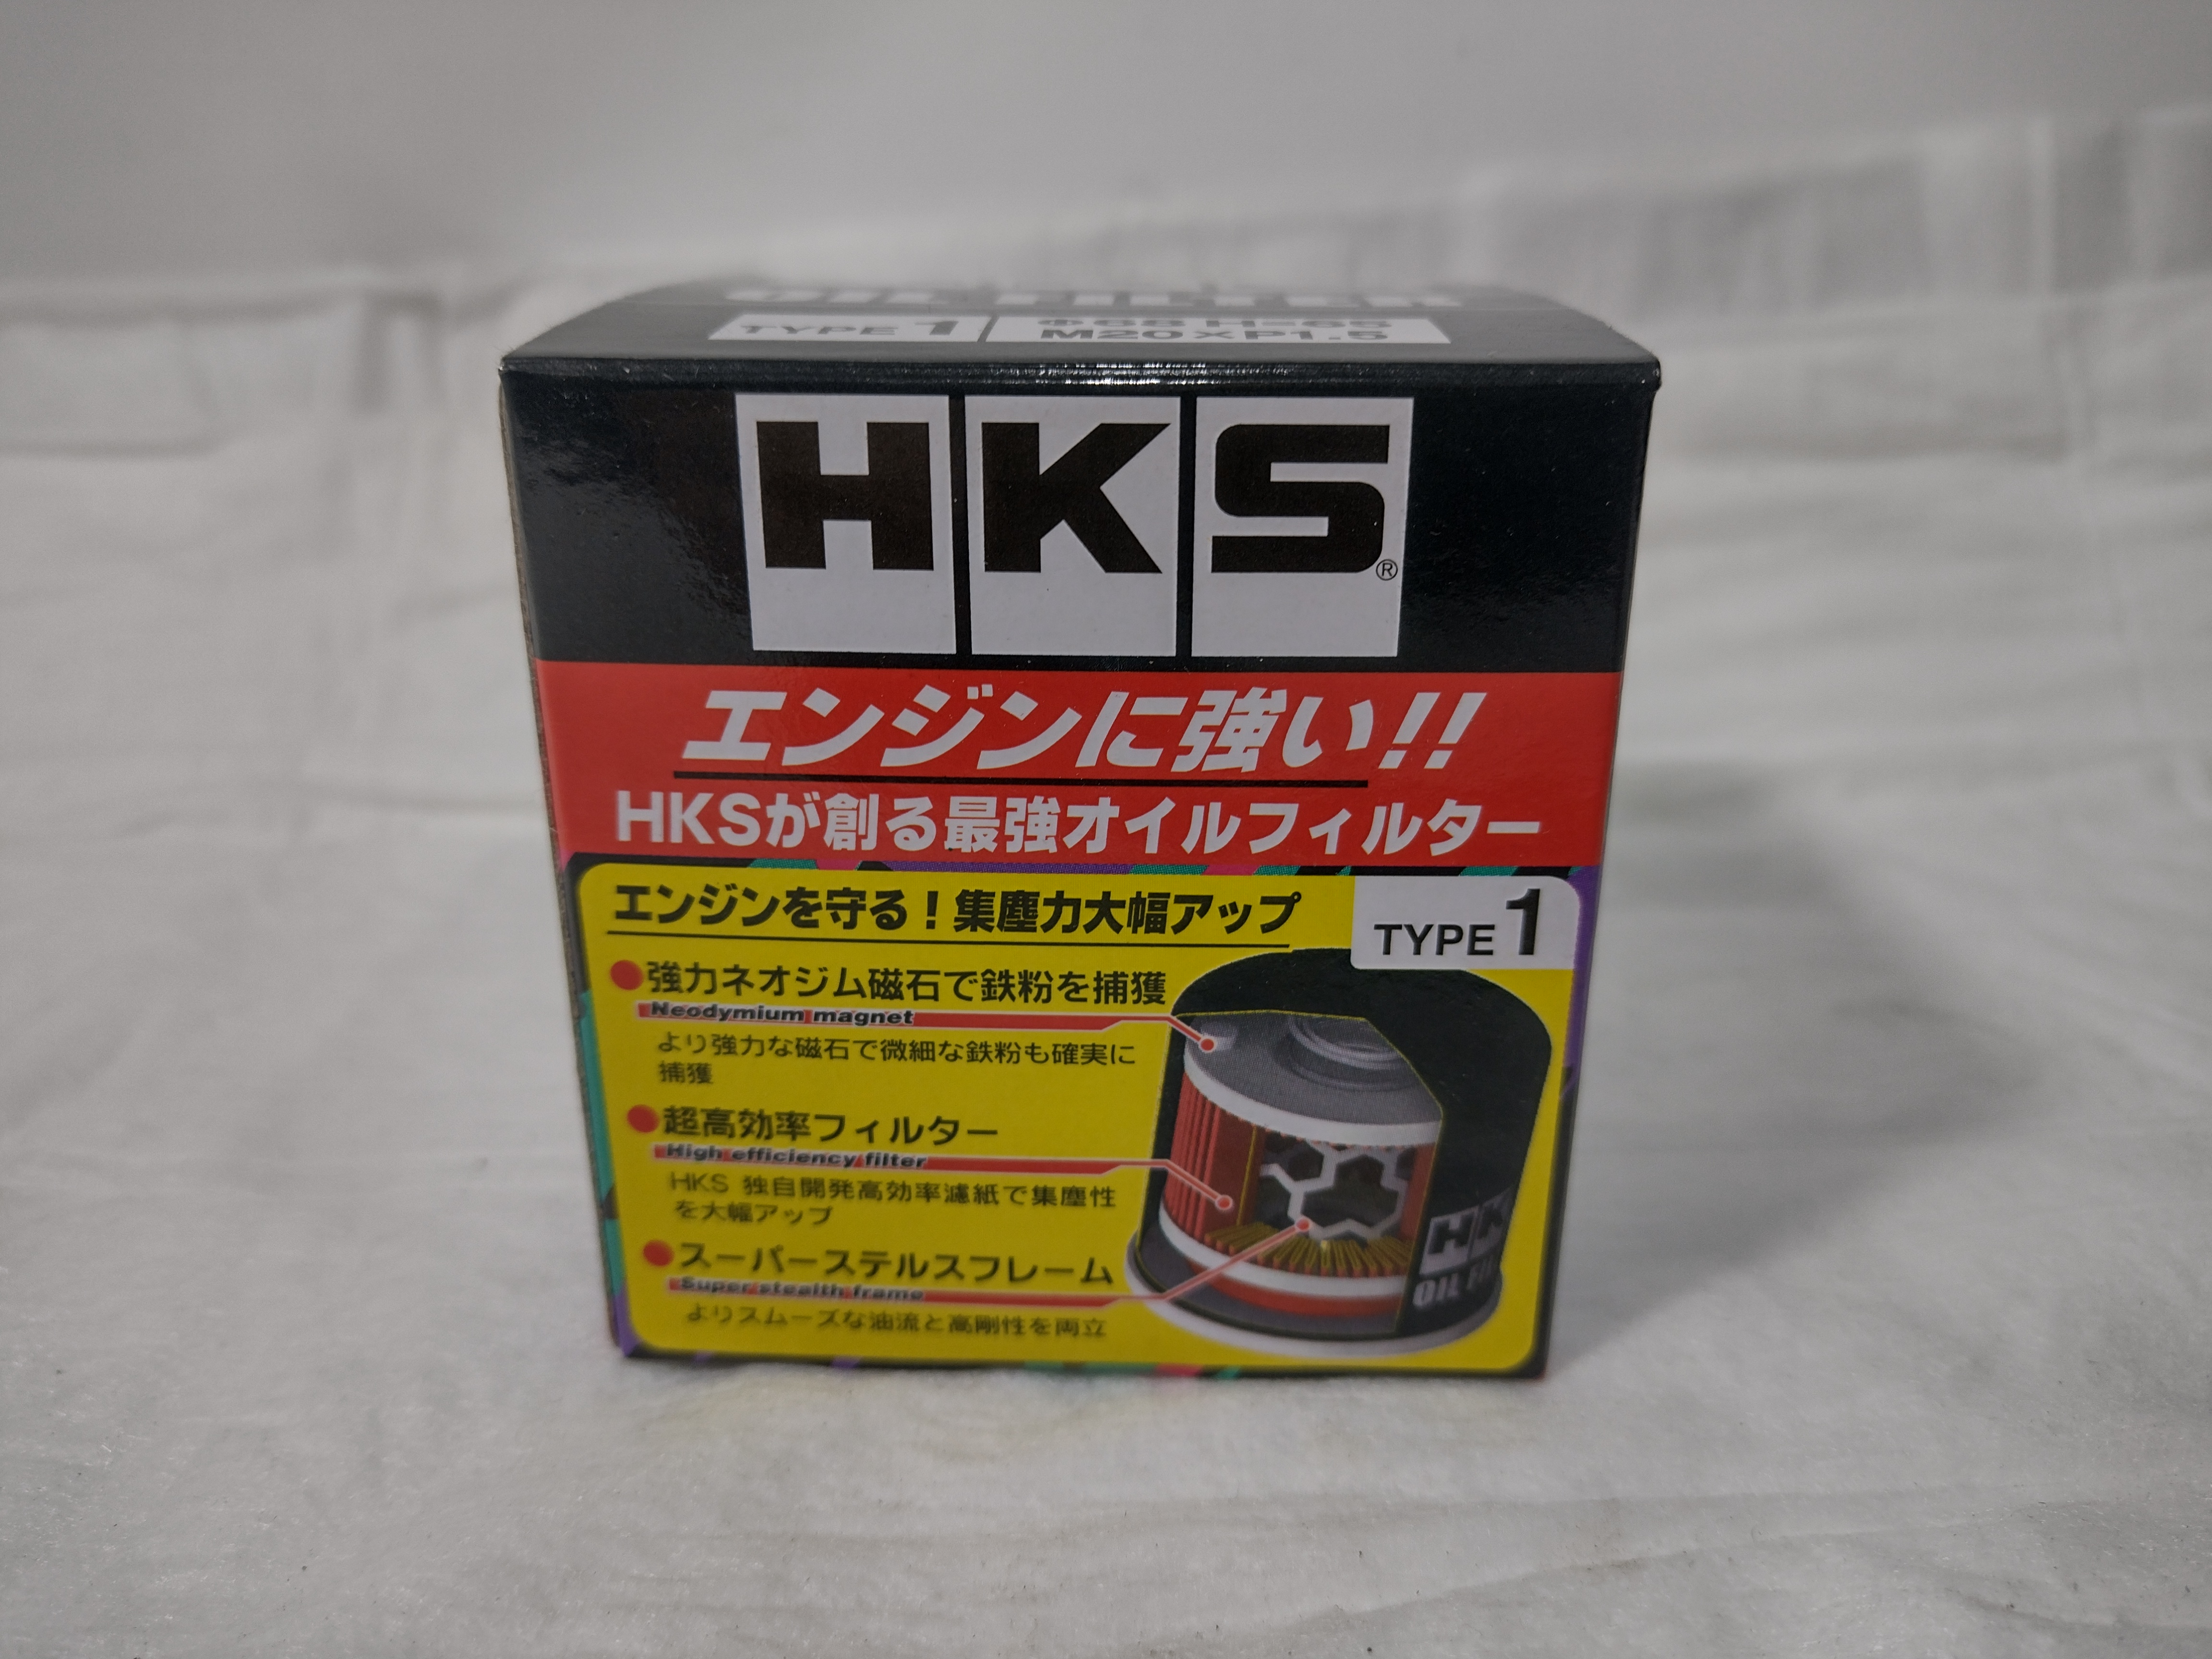 OIL FILTER
TYPE 1
Φ68 H=65
M20×P1.5
HKS®
エンジンに強い!!
HKSが創る最強オイルフィルター
エンジンを守る！集塵力大幅アップ
TYPE 1
●強力ネオジム磁石で鉄粉を捕獲
Neodymium magnet
より強力な磁石で微細な鉄粉も確実に
捕獲
●超高効率フィルター
High efficiency filter
HKS 独自開発高効率濾紙で集塵性
を大幅アップ
●スーパーステルスフレーム
Super stealth frame
よりスムーズな油流と高剛性を両立
HK
OIL FI